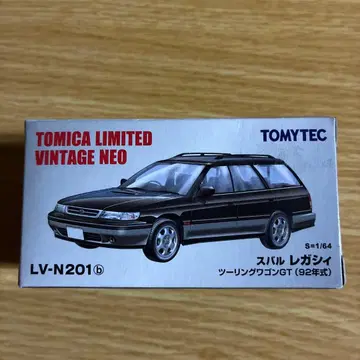 TOMICA LIMITED
VINTAGE NEO
TOMYTEC
S=1/64
スバル レガシィ
ツーリングワゴンGT (92年式)
LV-N201ⓑ